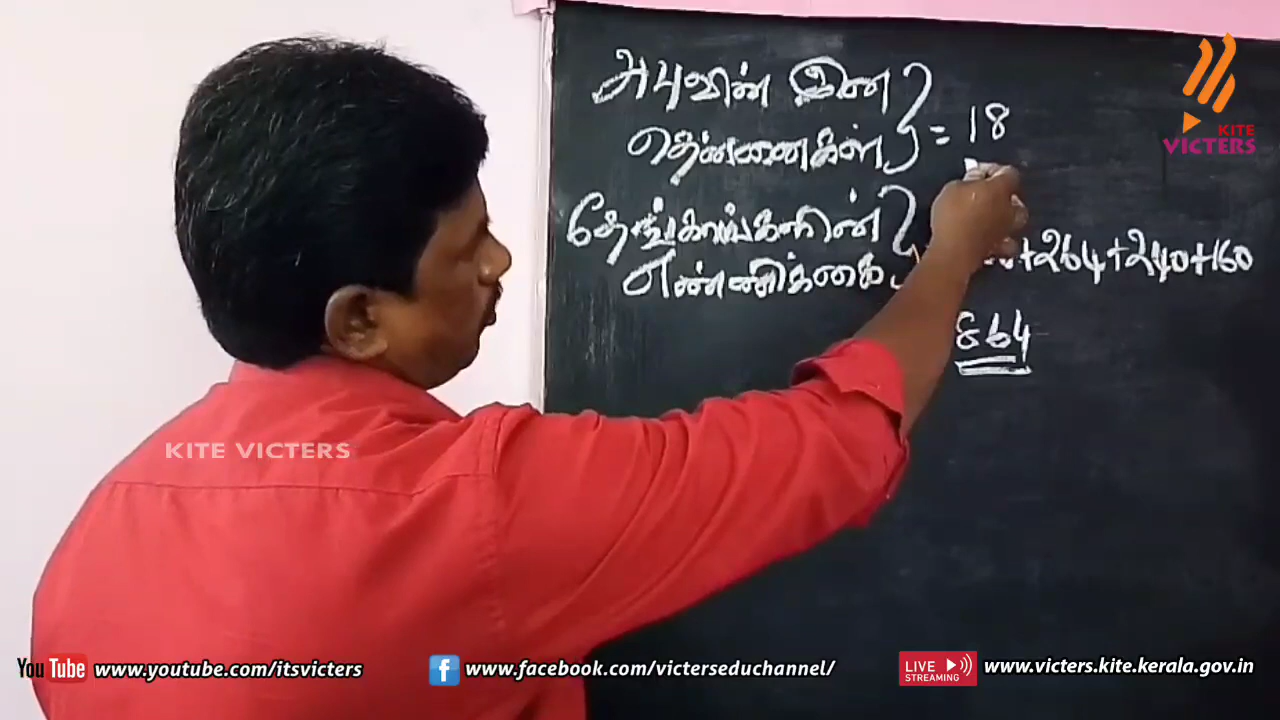 அபுவின் இன
தென்னைகள் } = 18
தேங்காய்களின்
எண்ணிக்கை } +264+240+160
864
KITE
VICTERS
KITE VICTERS
You Tube www.youtube.com/itsvicters
f www.facebook.com/victerseduchannel/
LIVE STREAMING www.victers.kite.kerala.gov.in